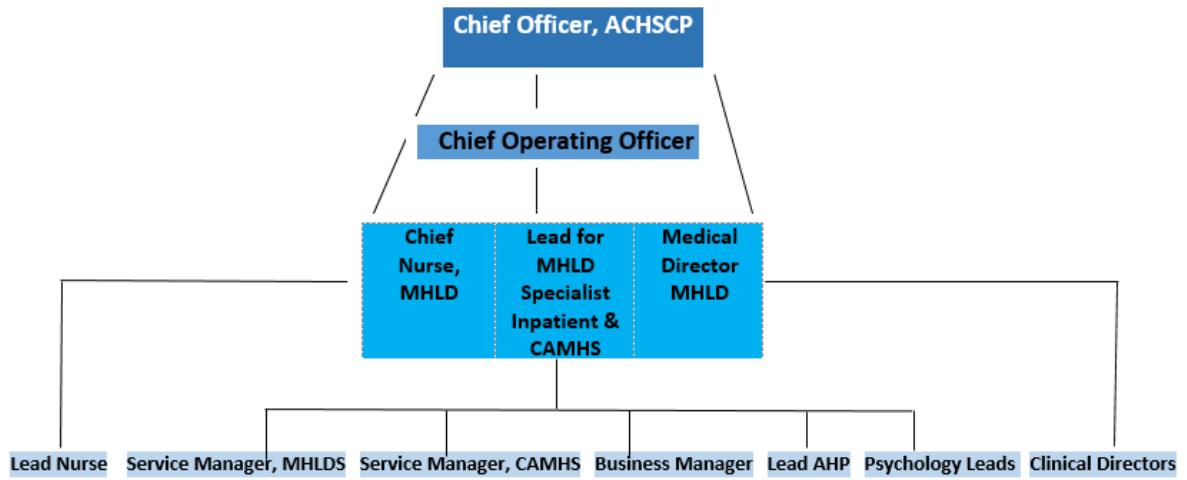 Chief Officer, ACHSCP
Chief Operating Officer
Chief
Nurse,
MHLD
Lead for
MHLD
Specialist
Inpatient &
CAMHS
Medical
Director
MHLD
Lead Nurse
Service Manager, MHLDS
Service Manager, CAMHS
Business Manager
Lead AHP
Psychology Leads
Clinical Directors